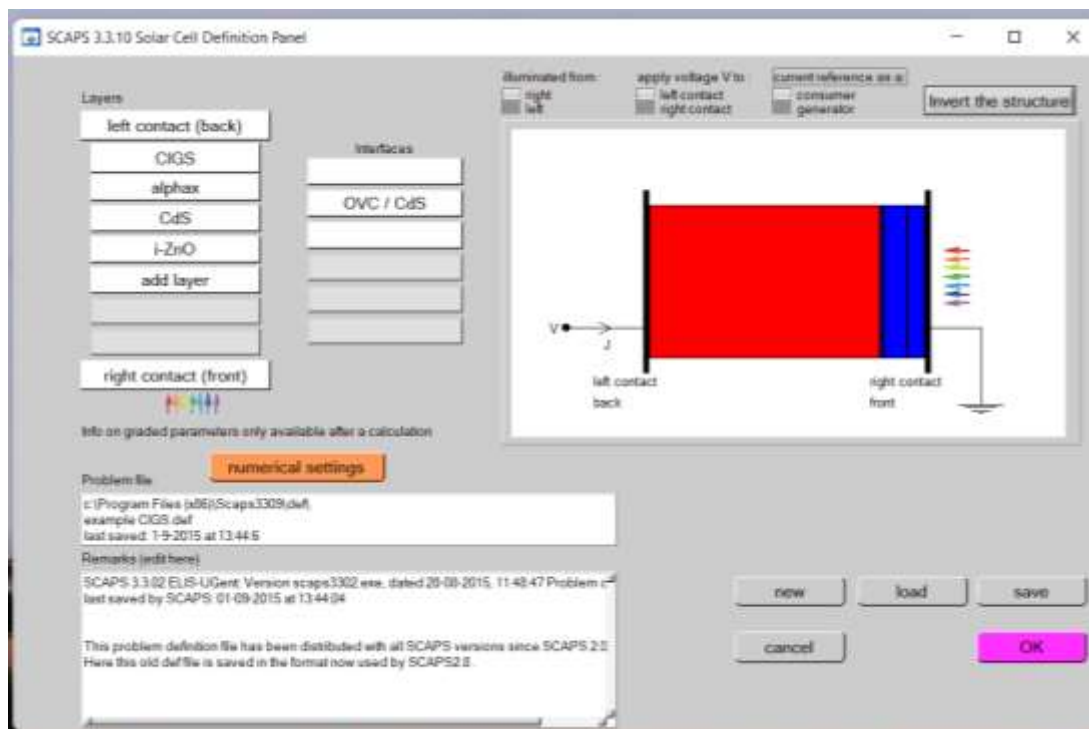 SCAPS 3.3.10 Solar Cell Definition Panel
Layers
left contact (back)
CIGS
alphax
CdS
i-ZnO
add layer
right contact (front)
Interfaces
OVC / CdS
illuminated from:
right
left
apply voltage V to:
left contact
right contact
current reference as a:
consumer
generator
Invert the structure
V
J
left contact
back
right contact
front
Info on graded parameters only available after a calculation
numerical settings
Problem file
c:\Program Files (x86)\Scaps3309\def\
example CIGS.def
last saved: 1-9-2015 at 13:44:6
Remarks (edit here)
SCAPS 3.3.02 ELIS-UGent: Version scaps3302.exe, dated 28-08-2015, 11:48:47 Problem
last saved by SCAPS: 01-09-2015 at 13:44:04
This problem definition file has been distributed with all SCAPS versions since SCAPS
Here this old def file is saved in the format now used by SCAPS2.8.
new
load
save
cancel
OK